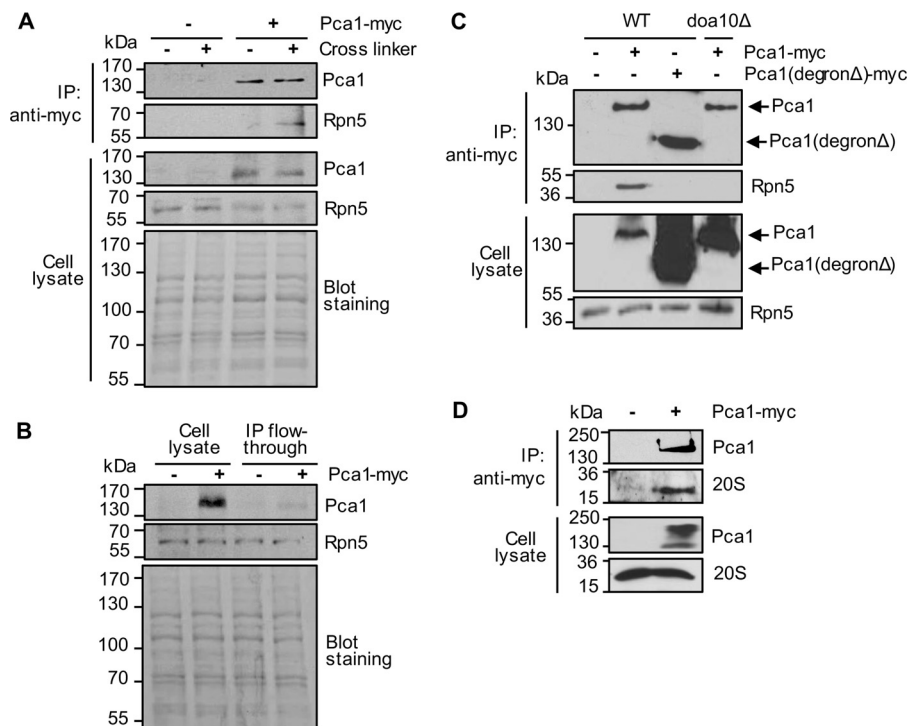 A
- + Pca1-myc
kDa - + - + Cross linker
IP: anti-myc
170
130
Pca1
70
55
Rpn5
Cell lysate
170
130
Pca1
70
55
Rpn5
170
130
100
70
55
Blot staining
B
Cell lysate
IP flow-through
kDa - + - + Pca1-myc
170
130
Pca1
70
55
Rpn5
170
130
100
70
55
Blot staining
C
WT doa10Δ
- + - + Pca1-myc
kDa - - + - Pca1(degronΔ)-myc
IP: anti-myc
Pca1
130
Pca1(degronΔ)
55
36
Rpn5
Cell lysate
Pca1
130
Pca1(degronΔ)
55
36
Rpn5
D
kDa - + Pca1-myc
IP: anti-myc
250
130
Pca1
36
15
20S
Cell lysate
250
130
Pca1
36
15
20S